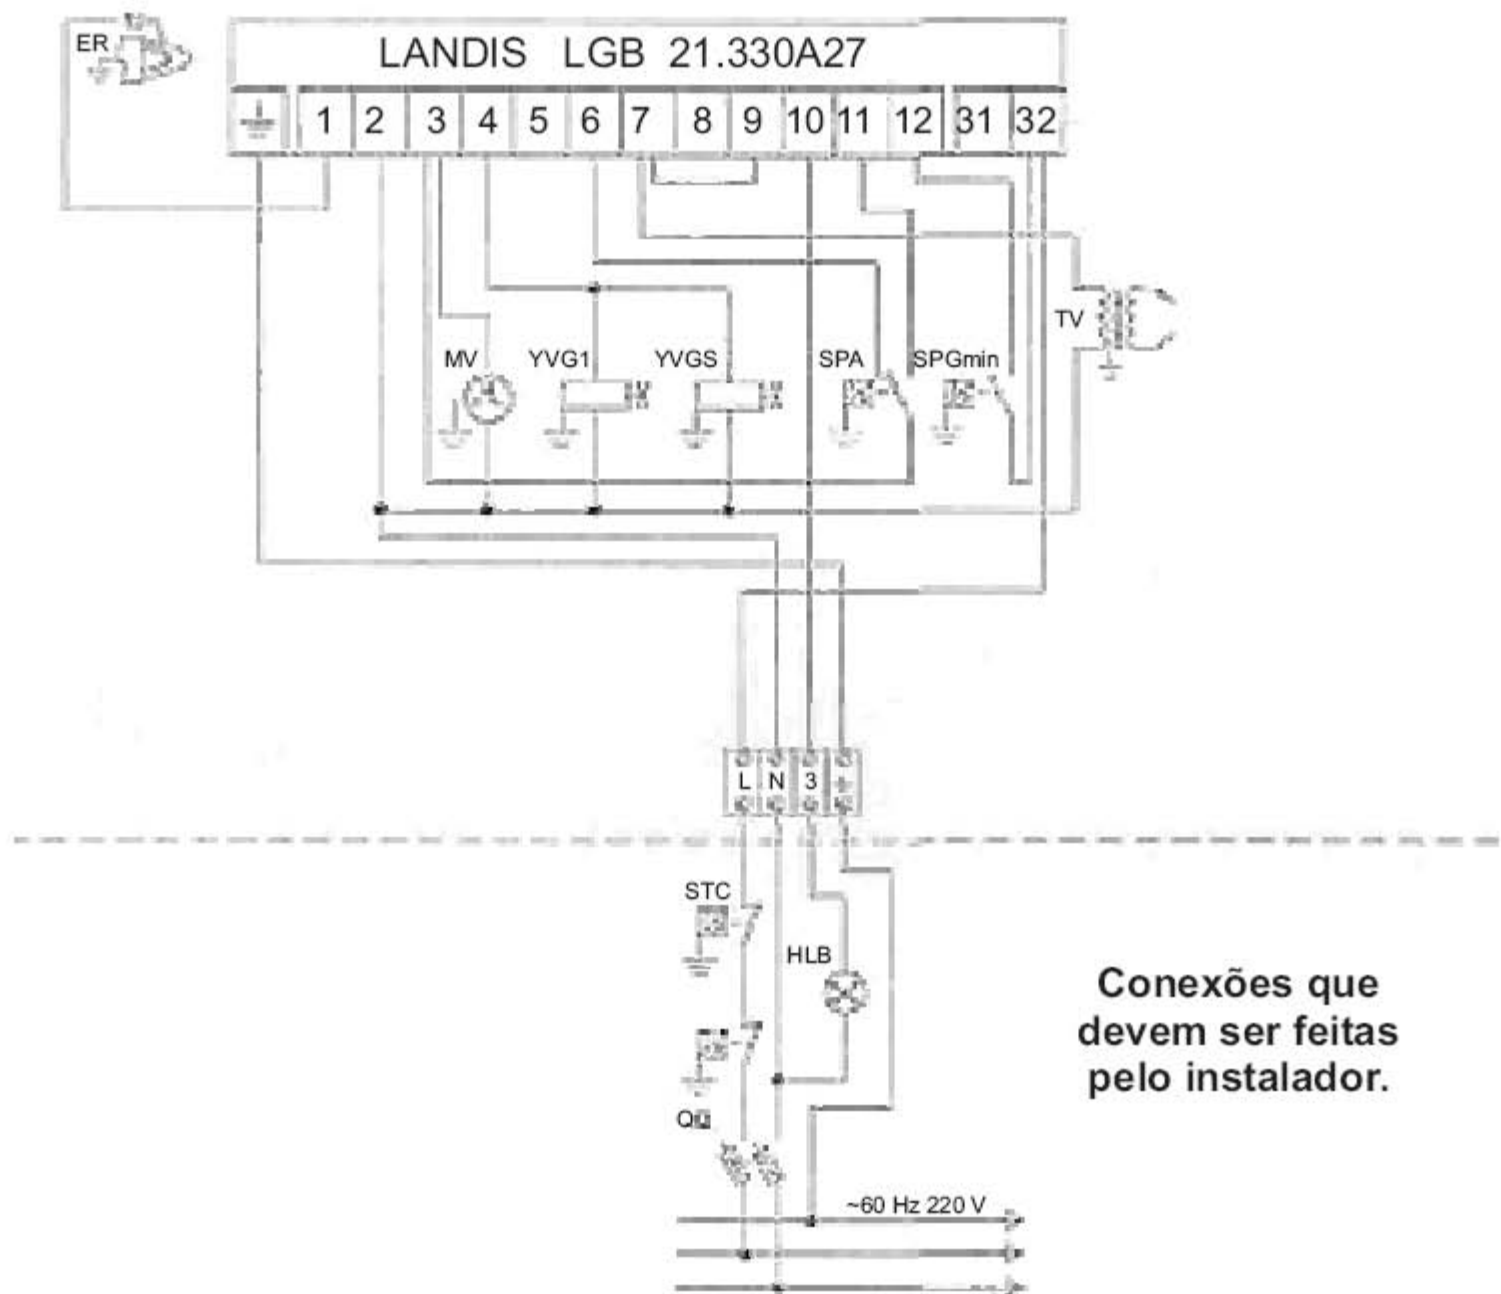 ER
LANDIS LGB 21.330A27
1 2 3 4 5 6 7 8 9 10 11 12 31 32
TV
MV YVG1 YVGS SPA SPGmin
L N 3
STC
HLB
Conexões que
devem ser feitas
pelo instalador.
~60 Hz 220 V